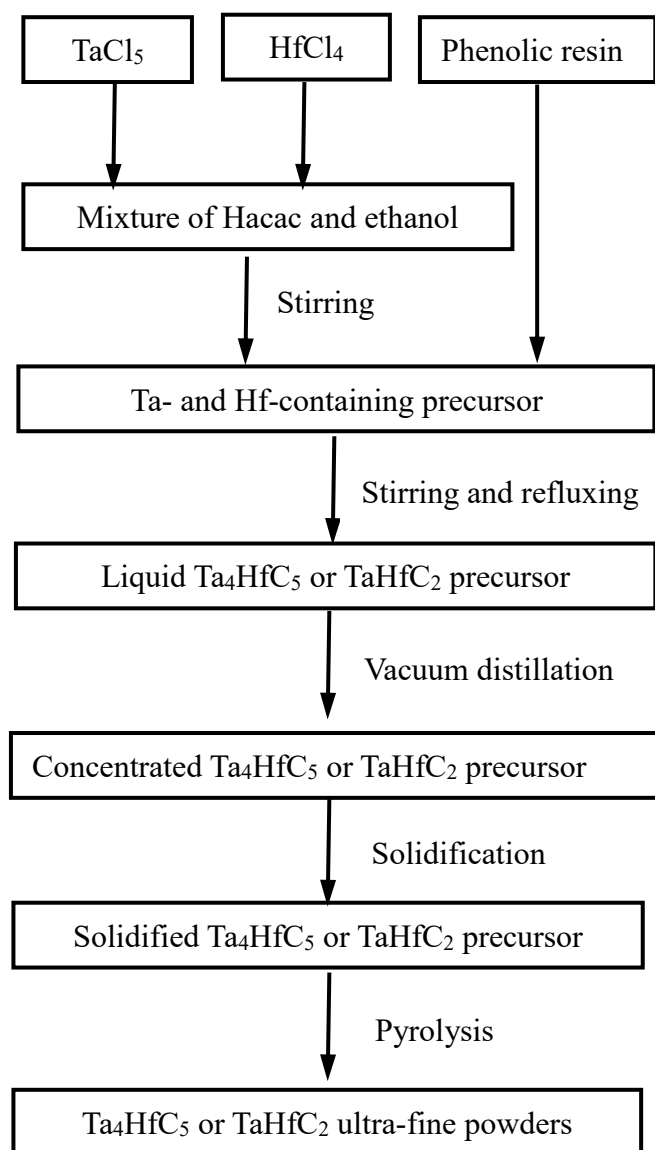 TaCl₅
HfCl₄
Phenolic resin
Mixture of Hacac and ethanol
Stirring
Ta- and Hf-containing precursor
Stirring and refluxing
Liquid Ta₄HfC₅ or TaHfC₂ precursor
Vacuum distillation
Concentrated Ta₄HfC₅ or TaHfC₂ precursor
Solidification
Solidified Ta₄HfC₅ or TaHfC₂ precursor
Pyrolysis
Ta₄HfC₅ or TaHfC₂ ultra-fine powders